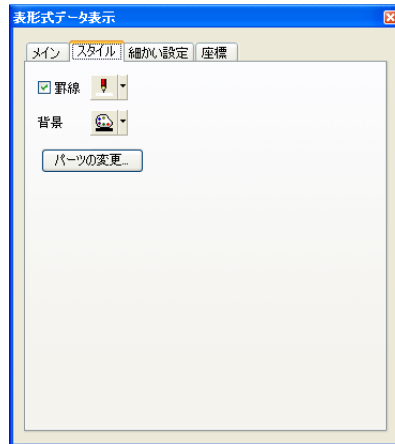 表形式データ表示
メイン スタイル 細かい設定 座標
罫線
背景
パーツの変更...